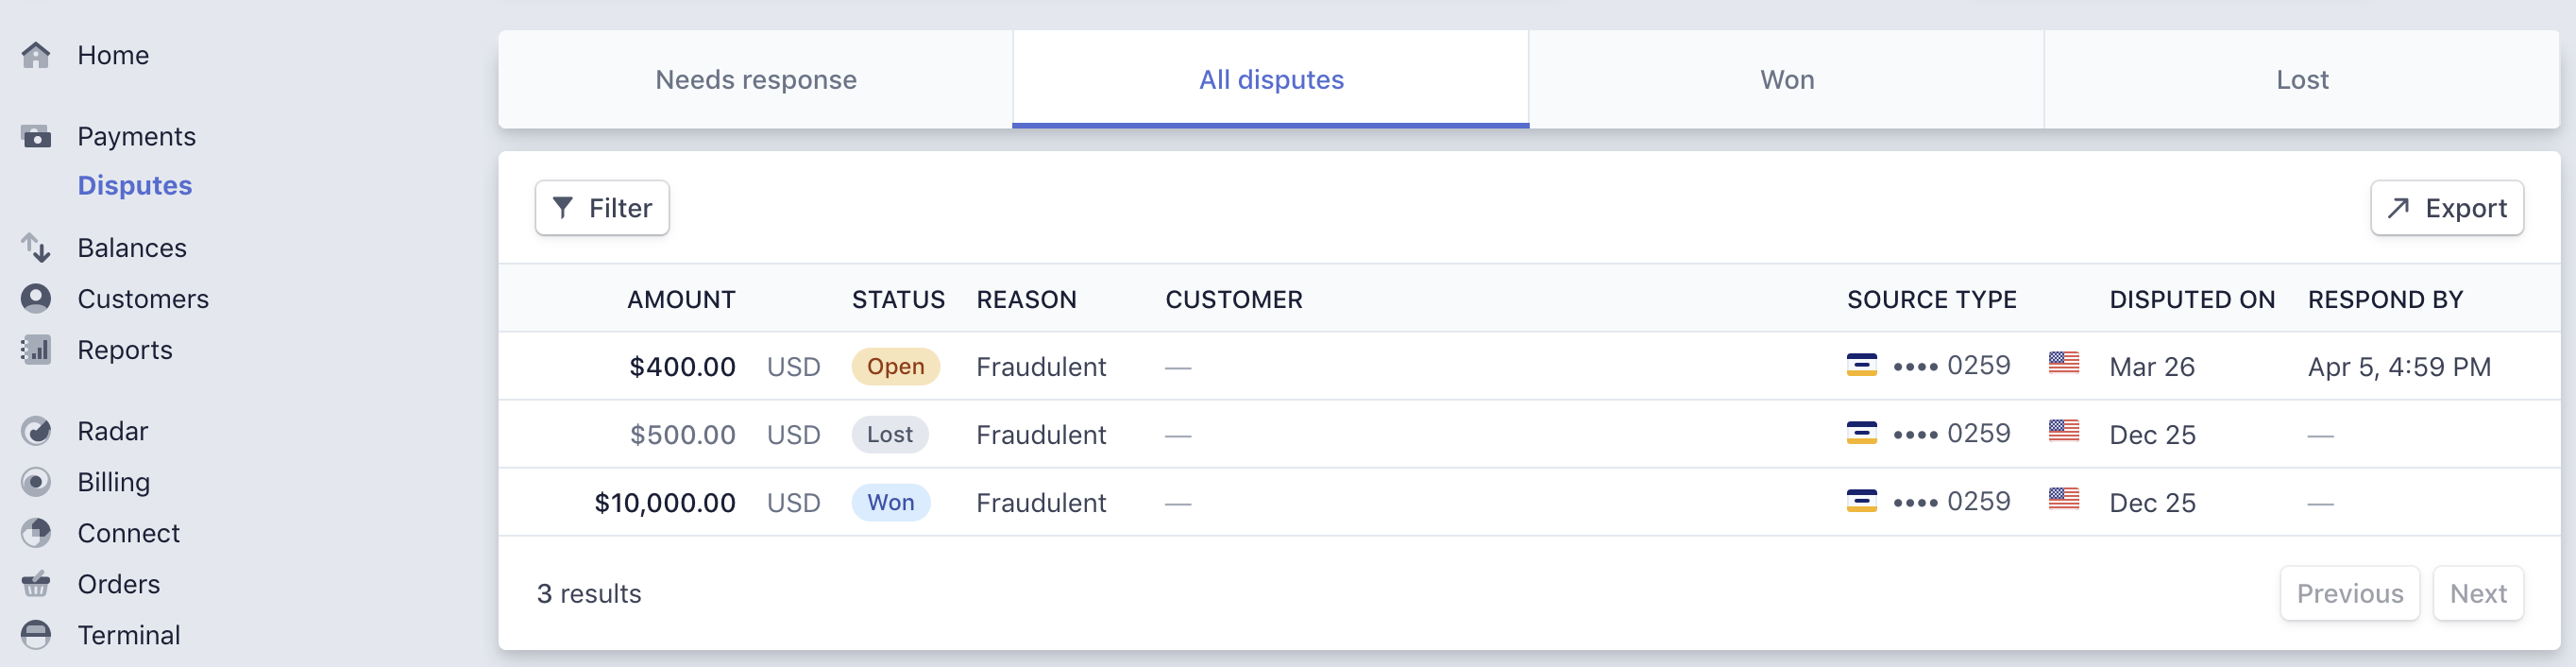 Home
Payments
Disputes
Balances
Customers
Reports
Radar
Billing
Connect
Orders
Terminal
Needs response All disputes Won Lost
Filter Export
AMOUNT STATUS REASON CUSTOMER SOURCE TYPE DISPUTED ON RESPOND BY
$400.00 USD Open Fraudulent — •••• 0259 Mar 26 Apr 5, 4:59 PM
$500.00 USD Lost Fraudulent — •••• 0259 Dec 25 —
$10,000.00 USD Won Fraudulent — •••• 0259 Dec 25 —
3 results Previous Next